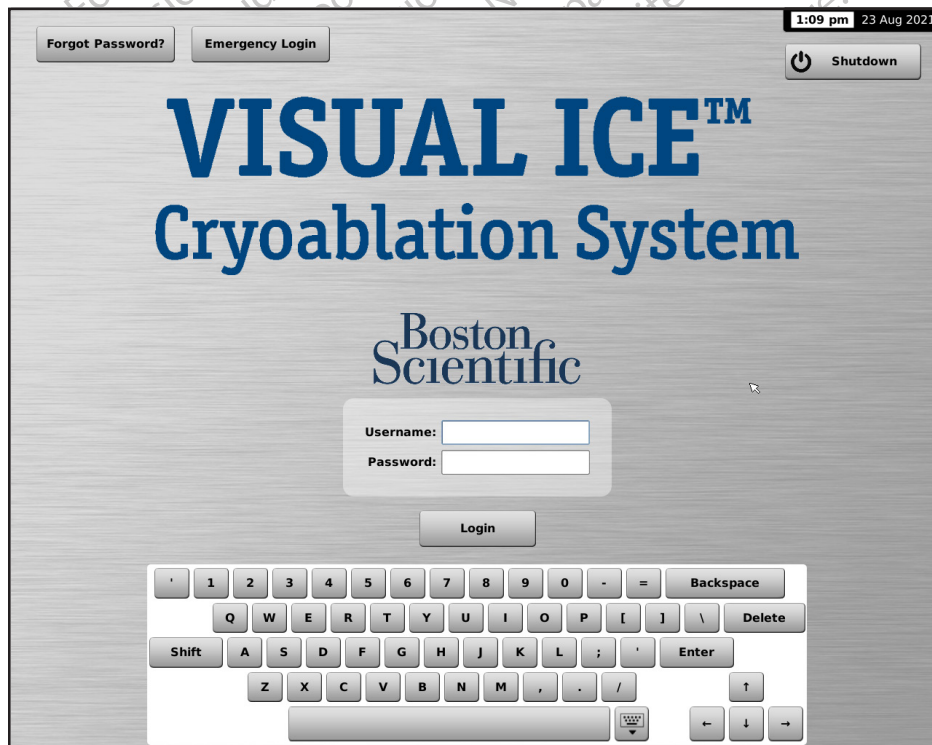 1:09 pm 23 Aug 2021
Forgot Password? Emergency Login
Shutdown
VISUAL ICE™
Cryoablation System
Boston
Scientific
Username:
Password:
Login
' 1 2 3 4 5 6 7 8 9 0 - = Backspace
Q W E R T Y U I O P [ ] \ Delete
Shift A S D F G H J K L ; ' Enter
Z X C V B N M , . / ↑
← ↓ →